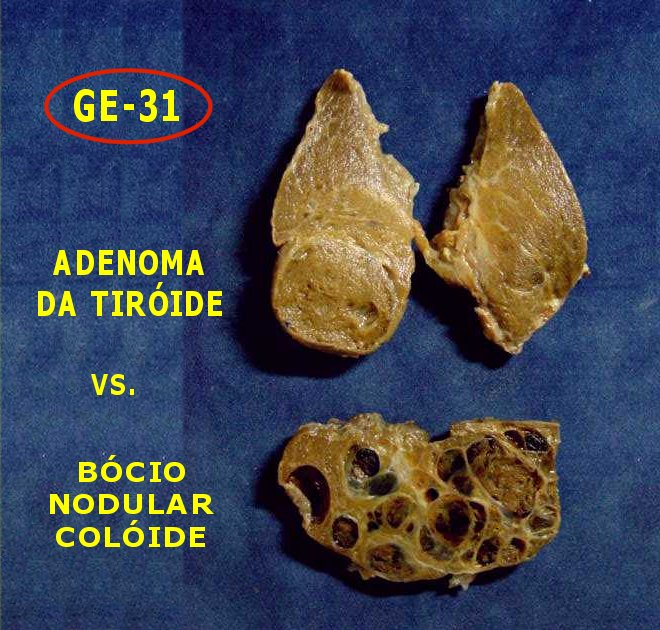 GE-31
ADENOMA
DA TIRÓIDE
VS.
BÓCIO
NODULAR
COLÓIDE